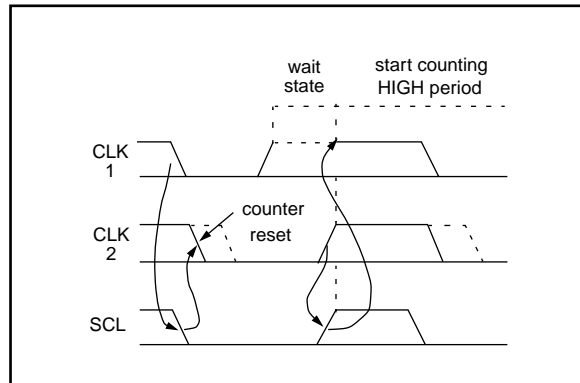 wait
state
start counting
HIGH period
CLK
1
counter
reset
CLK
2
SCL